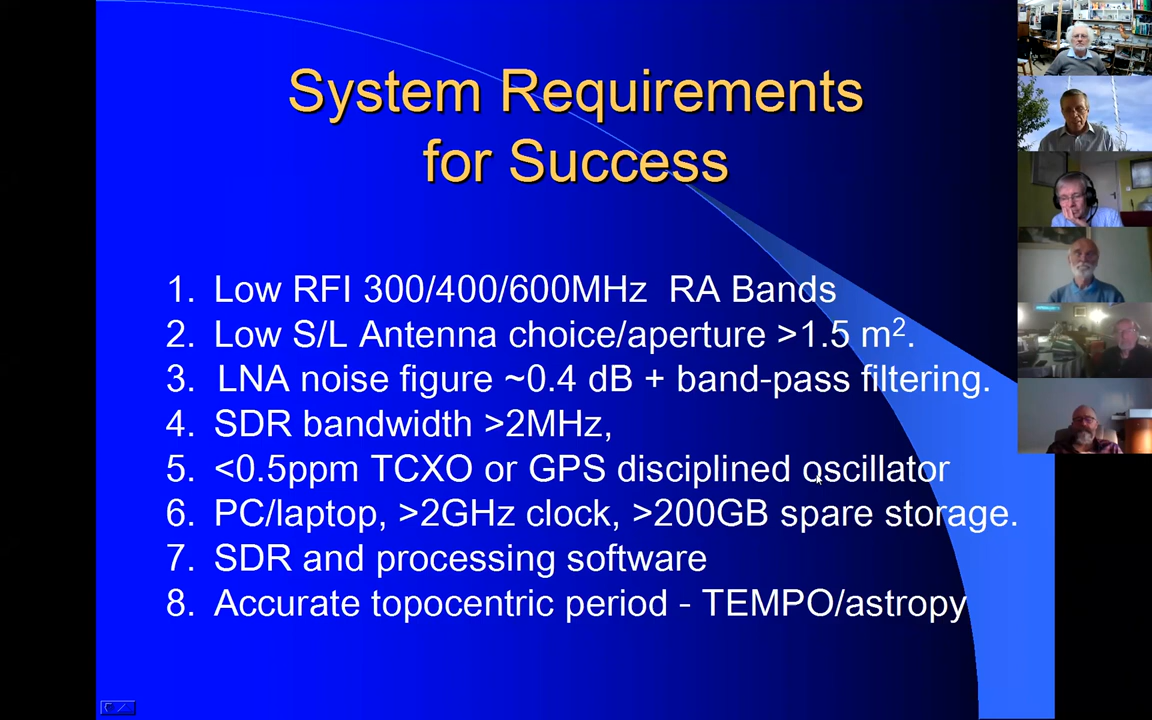 System Requirements
for Success
1. Low RFI 300/400/600MHz RA Bands
2. Low S/L Antenna choice/aperture >1.5 m².
3. LNA noise figure ~0.4 dB + band-pass filtering.
4. SDR bandwidth >2MHz,
5. <0.5ppm TCXO or GPS disciplined oscillator
6. PC/laptop, >2GHz clock, >200GB spare storage.
7. SDR and processing software
8. Accurate topocentric period - TEMPO/astropy